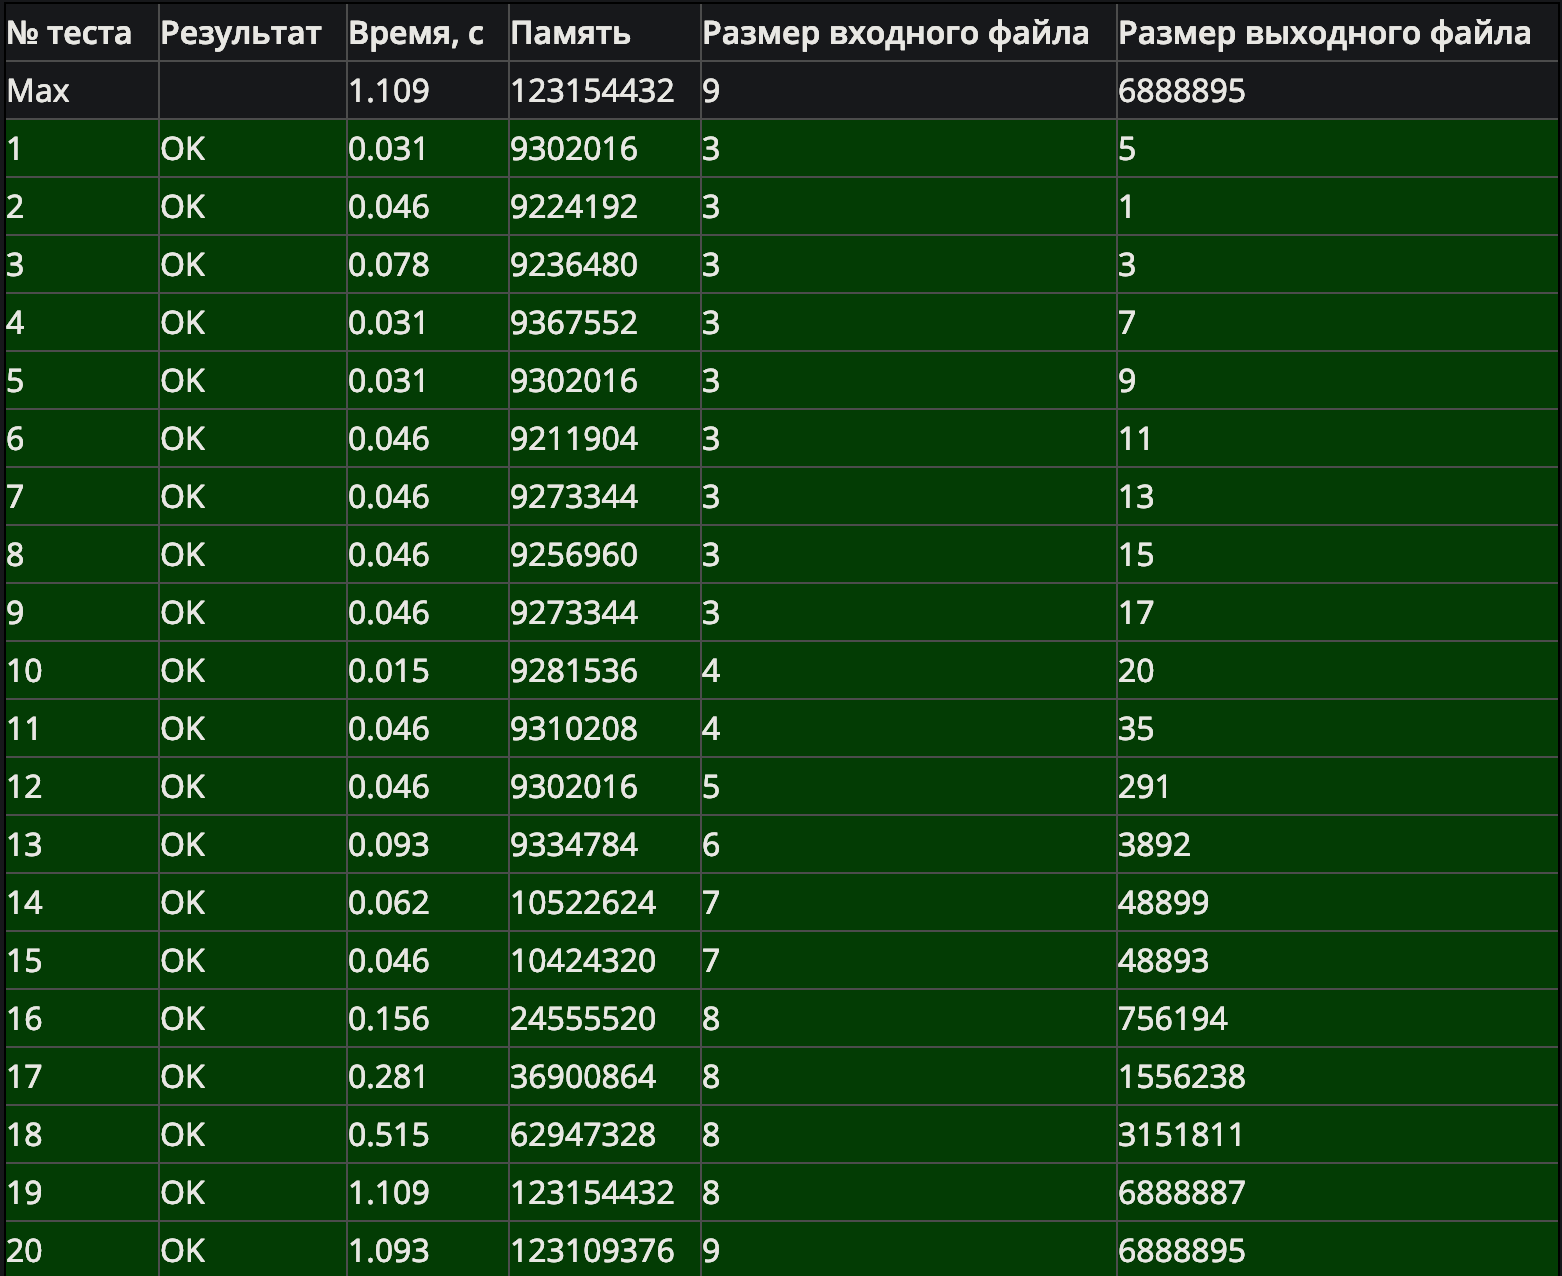 № теста Результат Время, с Память Размер входного файла Размер выходного файла
Max 1.109 123154432 9 6888895
1 OK 0.031 9302016 3 5
2 OK 0.046 9224192 3 1
3 OK 0.078 9236480 3 3
4 OK 0.031 9367552 3 7
5 OK 0.031 9302016 3 9
6 OK 0.046 9211904 3 11
7 OK 0.046 9273344 3 13
8 OK 0.046 9256960 3 15
9 OK 0.046 9273344 3 17
10 OK 0.015 9281536 4 20
11 OK 0.046 9310208 4 35
12 OK 0.046 9302016 5 291
13 OK 0.093 9334784 6 3892
14 OK 0.062 10522624 7 48899
15 OK 0.046 10424320 7 48893
16 OK 0.156 24555520 8 756194
17 OK 0.281 36900864 8 1556238
18 OK 0.515 62947328 8 3151811
19 OK 1.109 123154432 8 6888887
20 OK 1.093 123109376 9 6888895